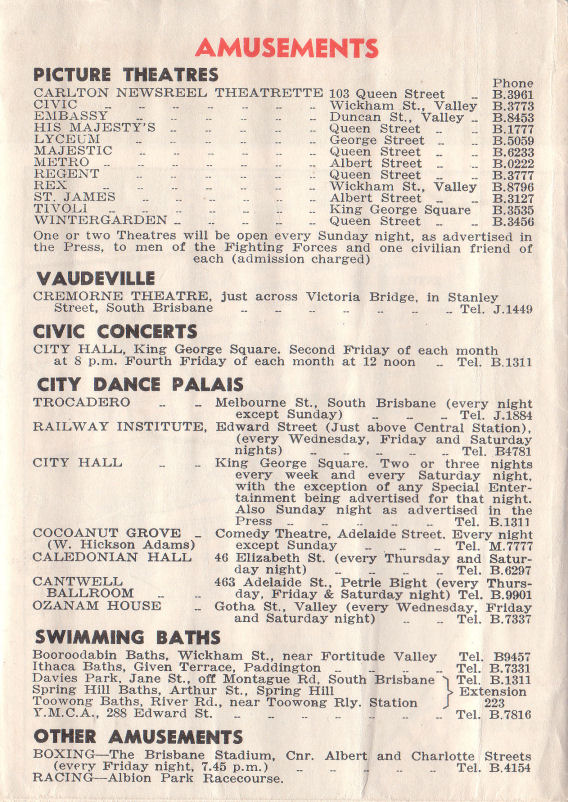 AMUSEMENTS
PICTURE THEATRES
Phone
CARLTON NEWSREEL THEATRETTE 103 Queen Street .. B.3961
CIVIC .. .. .. .. .. .. Wickham St., Valley B.3773
EMBASSY .. .. .. .. .. Duncan St., Valley .. B.8453
HIS MAJESTY'S .. .. .. .. .. Queen Street .. .. B.1777
LYCEUM .. .. .. .. .. George Street .. .. B.5059
MAJESTIC .. .. .. .. .. Queen Street .. .. B.6233
METRO .. .. .. .. .. .. Albert Street .. .. B.0222
REGENT .. .. .. .. .. Queen Street .. .. B.3777
REX .. .. .. .. .. .. Wickham St., Valley B.8796
ST. JAMES .. .. .. .. .. Albert Street .. .. B.3127
TIVOLI .. .. .. .. .. King George Square B.3535
WINTERGARDEN .. .. .. .. .. Queen Street .. .. B.3456
One or two Theatres will be open every Sunday night, as advertised in
the Press, to men of the Fighting Forces and one civilian friend of
each (admission charged)
VAUDEVILLE
CREMORNE THEATRE, just across Victoria Bridge, in Stanley
Street, South Brisbane .. .. .. .. .. .. Tel. J.1449
CIVIC CONCERTS
CITY HALL, King George Square. Second Friday of each month
at 8 p.m. Fourth Friday of each month at 12 noon .. Tel. B.1311
CITY DANCE PALAIS
TROCADERO .. .. Melbourne St., South Brisbane (every night
except Sunday) .. .. .. Tel. J.1884
RAILWAY INSTITUTE, Edward Street (Just above Central Station),
(every Wednesday, Friday and Saturday
nights) .. .. .. .. .. Tel. B4781
CITY HALL .. .. King George Square. Two or three nights
every week and every Saturday night,
with the exception of any Special Enter-
tainment being advertised for that night.
Also Sunday night as advertised in the
Press .. .. .. .. .. Tel. B.1311
COCOANUT GROVE .. Comedy Theatre, Adelaide Street. Every night
(W. Hickson Adams) except Sunday .. .. .. Tel. M.7777
CALEDONIAN HALL 46 Elizabeth St. (every Thursday and Satur-
day night) .. .. .. .. Tel. B.6297
CANTWELL 463 Adelaide St., Petrie Bight (every Thurs-
BALLROOM .. .. day, Friday & Saturday night) Tel. B.9901
OZANAM HOUSE .. Gotha St., Valley (every Wednesday, Friday
and Saturday night) .. .. Tel. B.7337
SWIMMING BATHS
Booroodabin Baths, Wickham St., near Fortitude Valley Tel. B9457
Ithaca Baths, Given Terrace, Paddington .. .. .. .. Tel. B.7331
Davies Park, Jane St., off Montague Rd, South Brisbane Tel. B.1311
Spring Hill Baths, Arthur St., Spring Hill Extension
Toowong Baths, River Rd., near Toowong Rly. Station 223
Y.M.C.A., 288 Edward St. .. .. .. .. .. .. .. Tel. B.7816
OTHER AMUSEMENTS
BOXING—The Brisbane Stadium, Cnr. Albert and Charlotte Streets
(every Friday night, 7.45 p.m.) .. .. .. .. Tel. B.4154
RACING—Albion Park Racecourse.